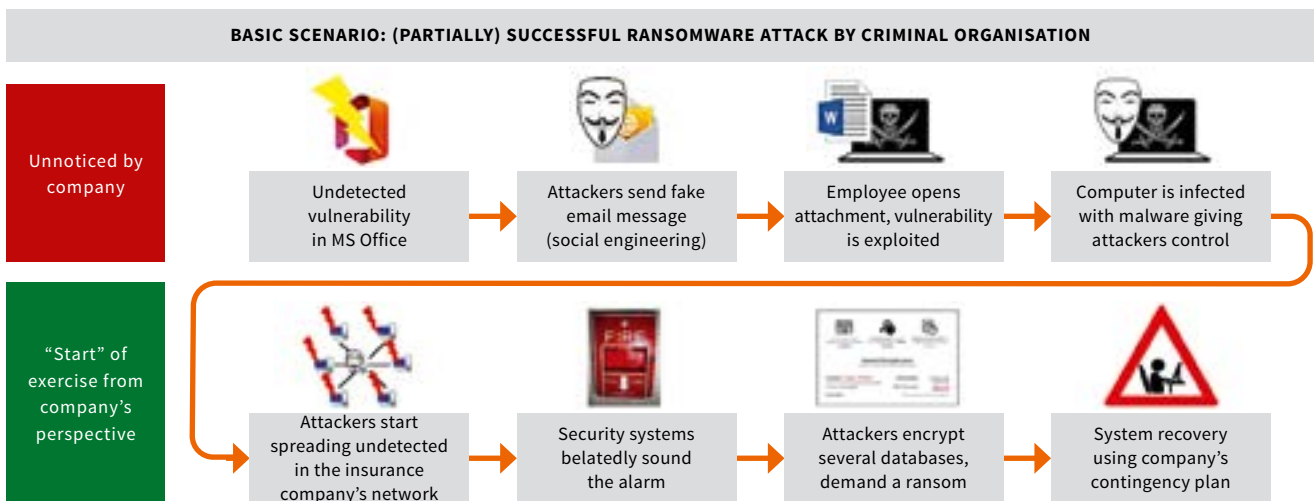 BASIC SCENARIO: (PARTIALLY) SUCCESSFUL RANSOMWARE ATTACK BY CRIMINAL ORGANISATION
Unnoticed by
company
Undetected
vulnerability
in MS Office
W
Attackers send fake
email message
(social engineering)
Employee opens
attachment, vulnerability
is exploited
Computer is infected
with malware giving
attackers control
“Start” of
exercise from
company’s
perspective
Attackers start
spreading undetected
in the insurance
company’s network
FIRE
Security systems
belatedly sound
the alarm
Attackers encrypt
several databases,
demand a ransom
System recovery
using company’s
contingency plan